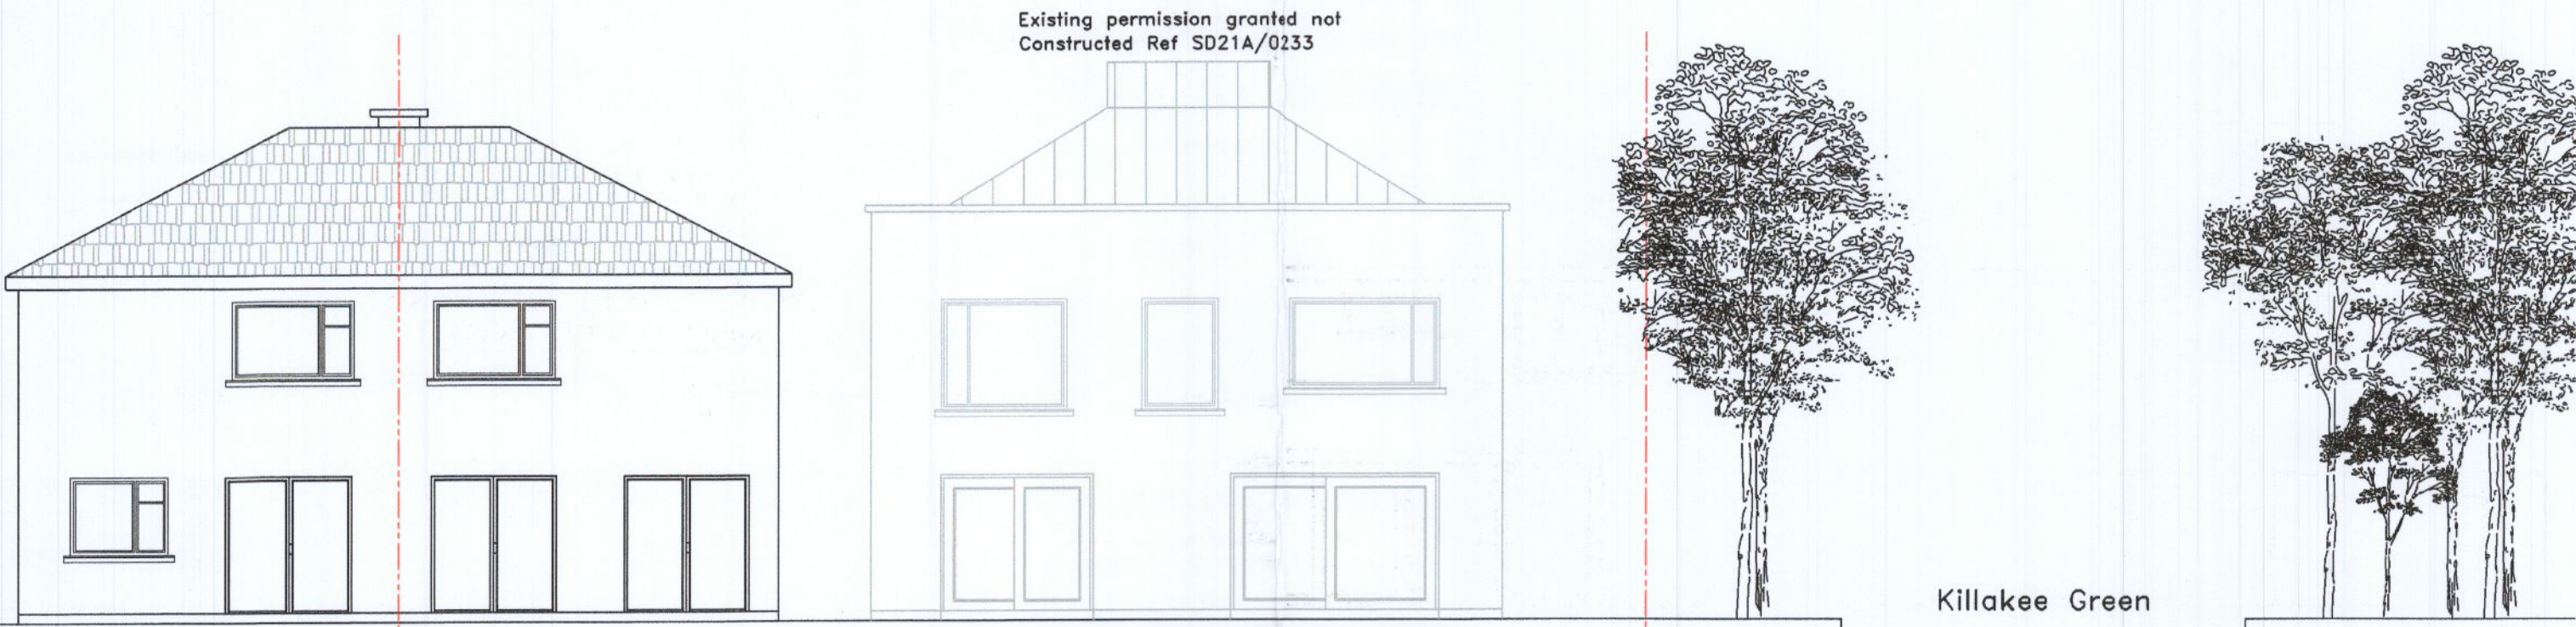 Existing permission granted not
Constructed Ref SD21A/0233
Killakee Green